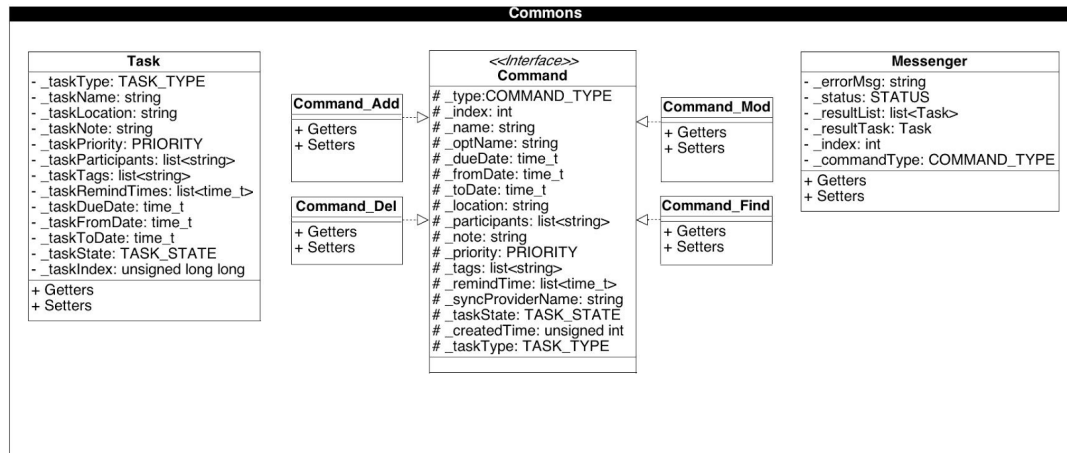 Commons
Task
- _taskType: TASK_TYPE
- _taskName: string
- _taskLocation: string
- _taskNote: string
- _taskPriority: PRIORITY
- _taskParticipants: list<string>
- _taskTags: list<string>
- _taskRemindTimes: list<time_t>
- _taskDueDate: time_t
- _taskFromDate: time_t
- _taskToDate: time_t
- _taskState: TASK_STATE
- _taskIndex: unsigned long long
+ Getters
+ Setters
Command_Add
+ Getters
+ Setters
Command_Del
+ Getters
+ Setters
<<Interface>>
Command
# _type:COMMAND_TYPE
# _index: int
# _name: string
# _optName: string
# _dueDate: time_t
# _fromDate: time_t
# _toDate: time_t
# _location: string
# _participants: list<string>
# _note: string
# _priority: PRIORITY
# _tags: list<string>
# _remindTime: list<time_t>
# _syncProviderName: string
# _taskState: TASK_STATE
# _createdTime: unsigned int
# _taskType: TASK_TYPE
Command_Mod
+ Getters
+ Setters
Command_Find
+ Getters
+ Setters
Messenger
- _errorMsg: string
- _status: STATUS
- _resultList: list<Task>
- _resultTask: Task
- _index: int
- _commandType: COMMAND_TYPE
+ Getters
+ Setters